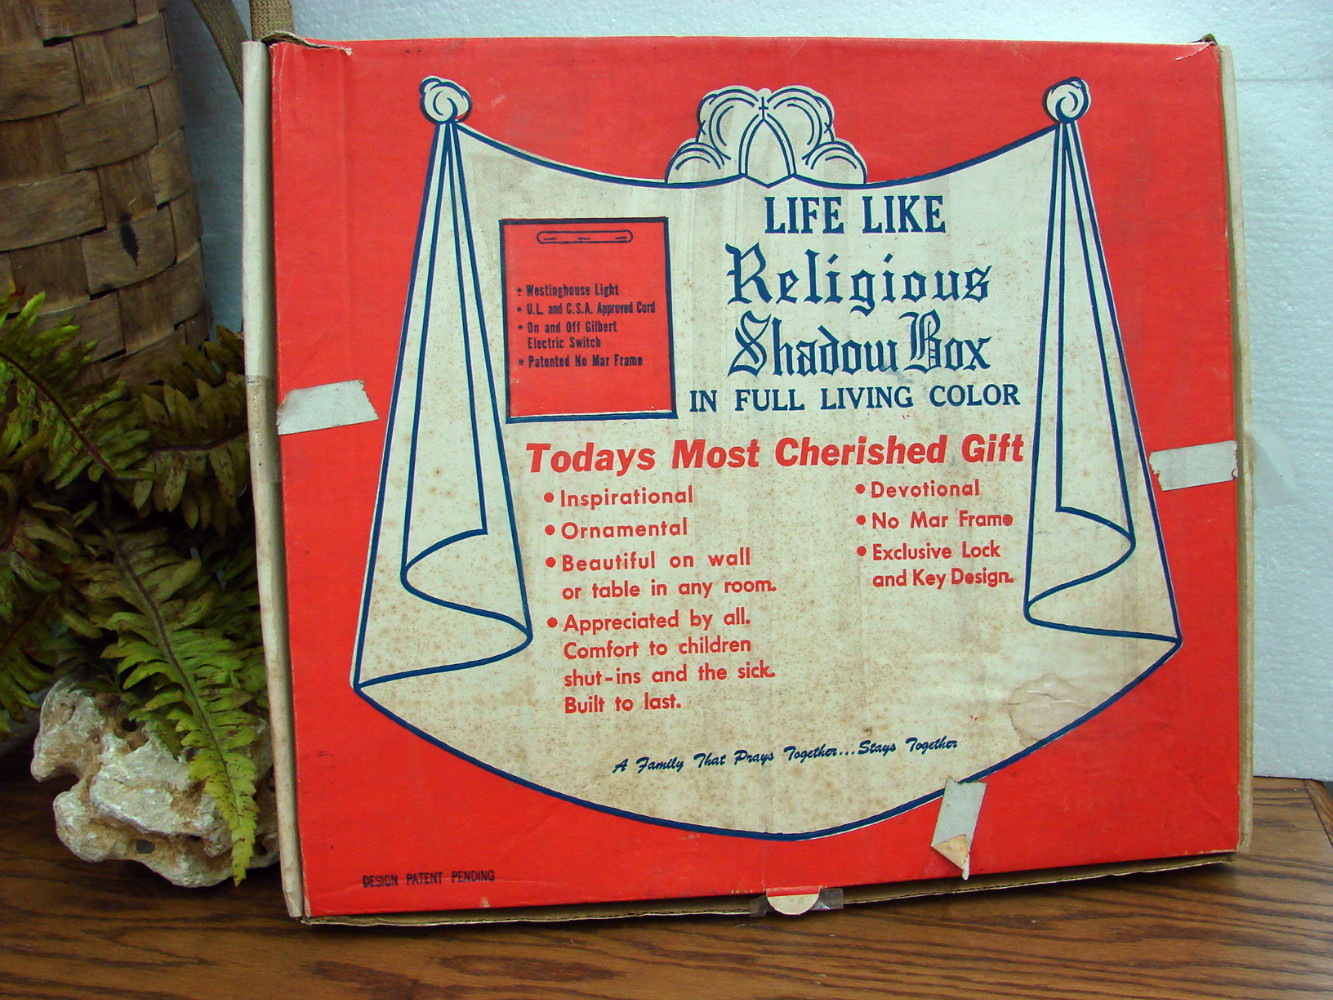 LIFE LIKE
Religious
Shadow Box
IN FULL LIVING COLOR
• Westinghouse Light
• U.L. and C.S.A. Approved Cord
• On and Off Gilbert
Electric Switch
• Patented No Mar Frame
Todays Most Cherished Gift
• Inspirational
• Ornamental
• Beautiful on wall
or table in any room.
• Appreciated by all.
Comfort to children
shut-ins and the sick.
Built to last.
• Devotional
• No Mar Frame
• Exclusive Lock
and Key Design.
A Family That Prays Together...Stays Together
DESIGN PATENT PENDING